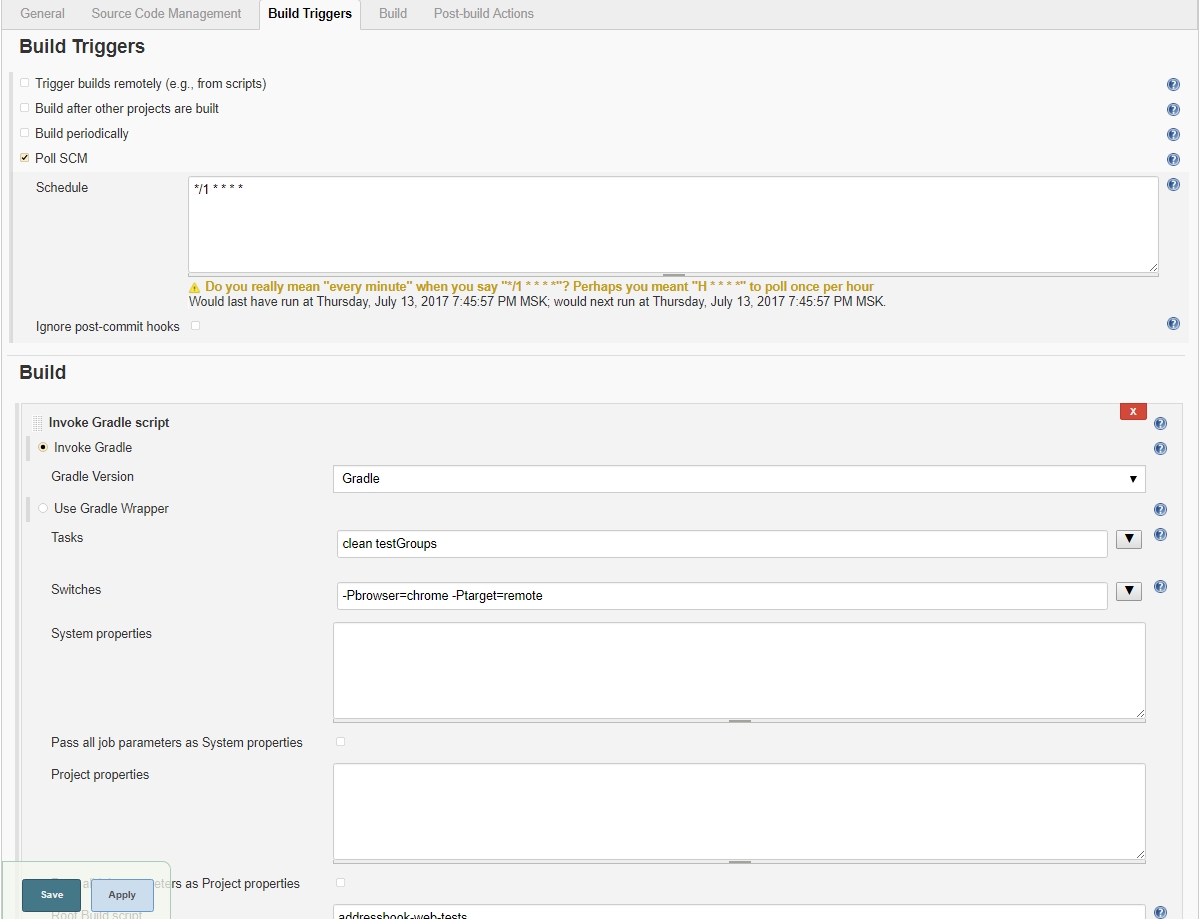 General Source Code Management Build Triggers Build Post-build Actions
Build Triggers
Trigger builds remotely (e.g., from scripts)
Build after other projects are built
Build periodically
Poll SCM
Schedule
*/1 * * * *
Do you really mean "every minute" when you say "*/1 * * * *"? Perhaps you meant "H * * * *" to poll once per hour
Would last have run at Thursday, July 13, 2017 7:45:57 PM MSK; would next run at Thursday, July 13, 2017 7:45:57 PM MSK.
Ignore post-commit hooks
Build
X
Invoke Gradle script
Invoke Gradle
Gradle Version
Gradle
Use Gradle Wrapper
Tasks
clean testGroups
Switches
-Pbrowser=chrome -Ptarget=remote
System properties
Pass all job parameters as System properties
Project properties
as Project properties
Save Apply
Root Build script
addressbook-web-tests